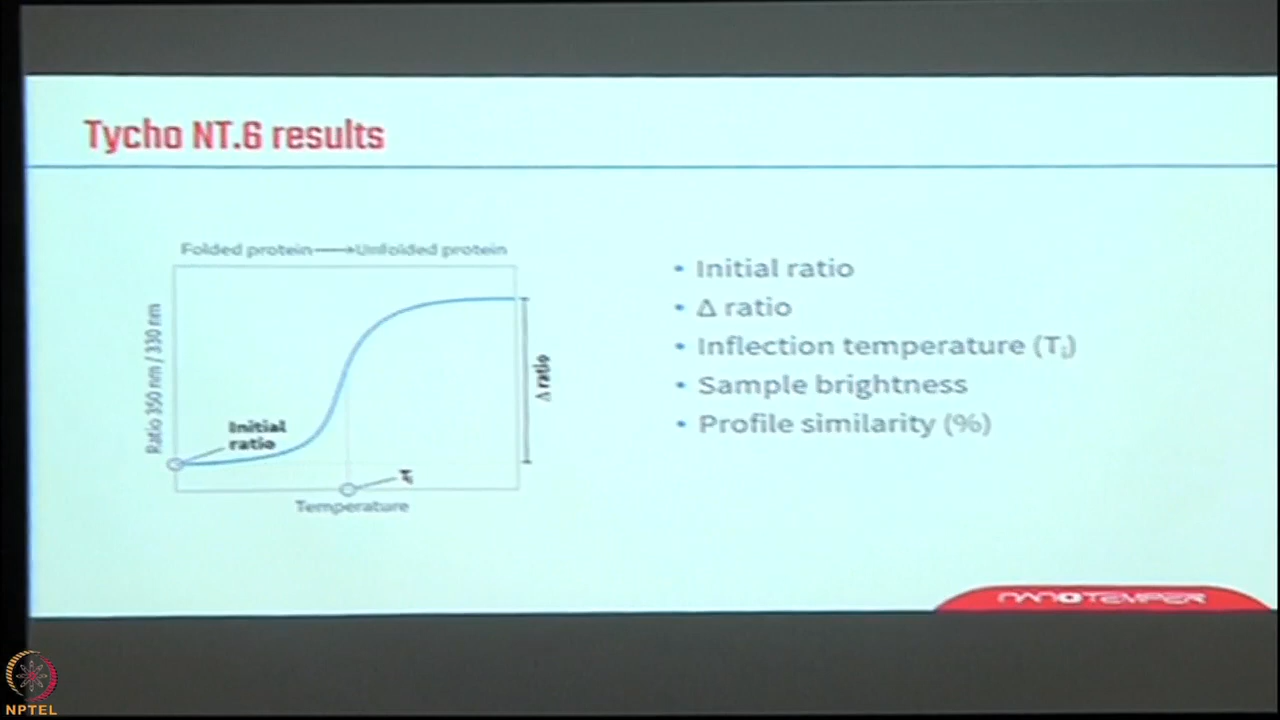 Tycho NT.6 results
Folded protein → Unfolded protein
Ratio 350 nm / 330 nm
Initial
ratio
Ti
Δ ratio
Temperature
• Initial ratio
• Δ ratio
• Inflection temperature (Ti)
• Sample brightness
• Profile similarity (%)
NANOTEMPER
NPTEL